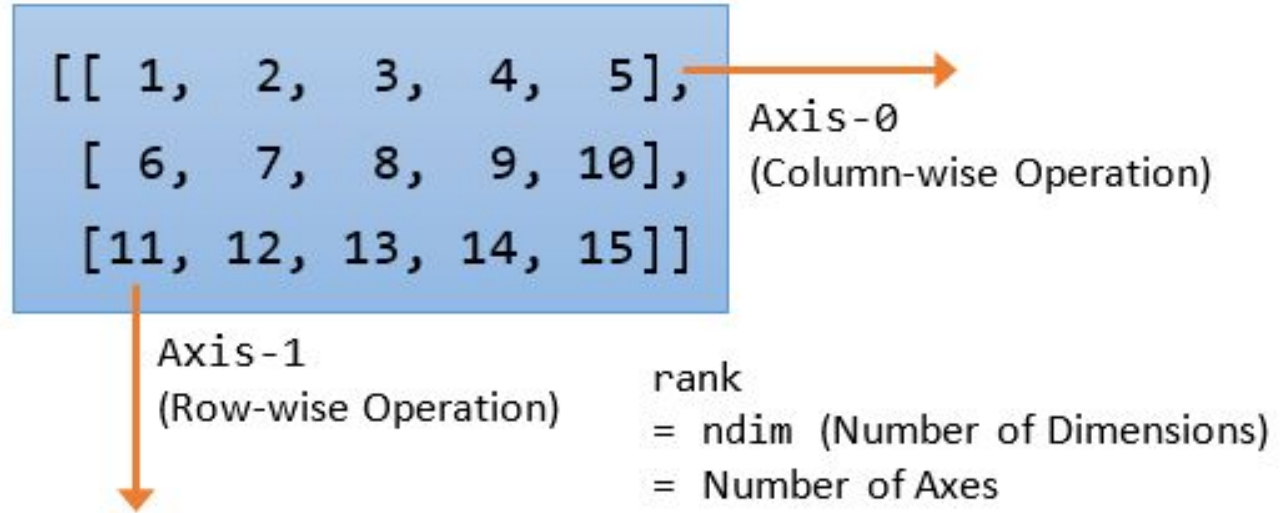 [[ 1, 2, 3, 4, 5],
[ 6, 7, 8, 9, 10],
[11, 12, 13, 14, 15]]
Axis-0
(Column-wise Operation)
Axis-1
(Row-wise Operation)
rank
= ndim (Number of Dimensions)
= Number of Axes